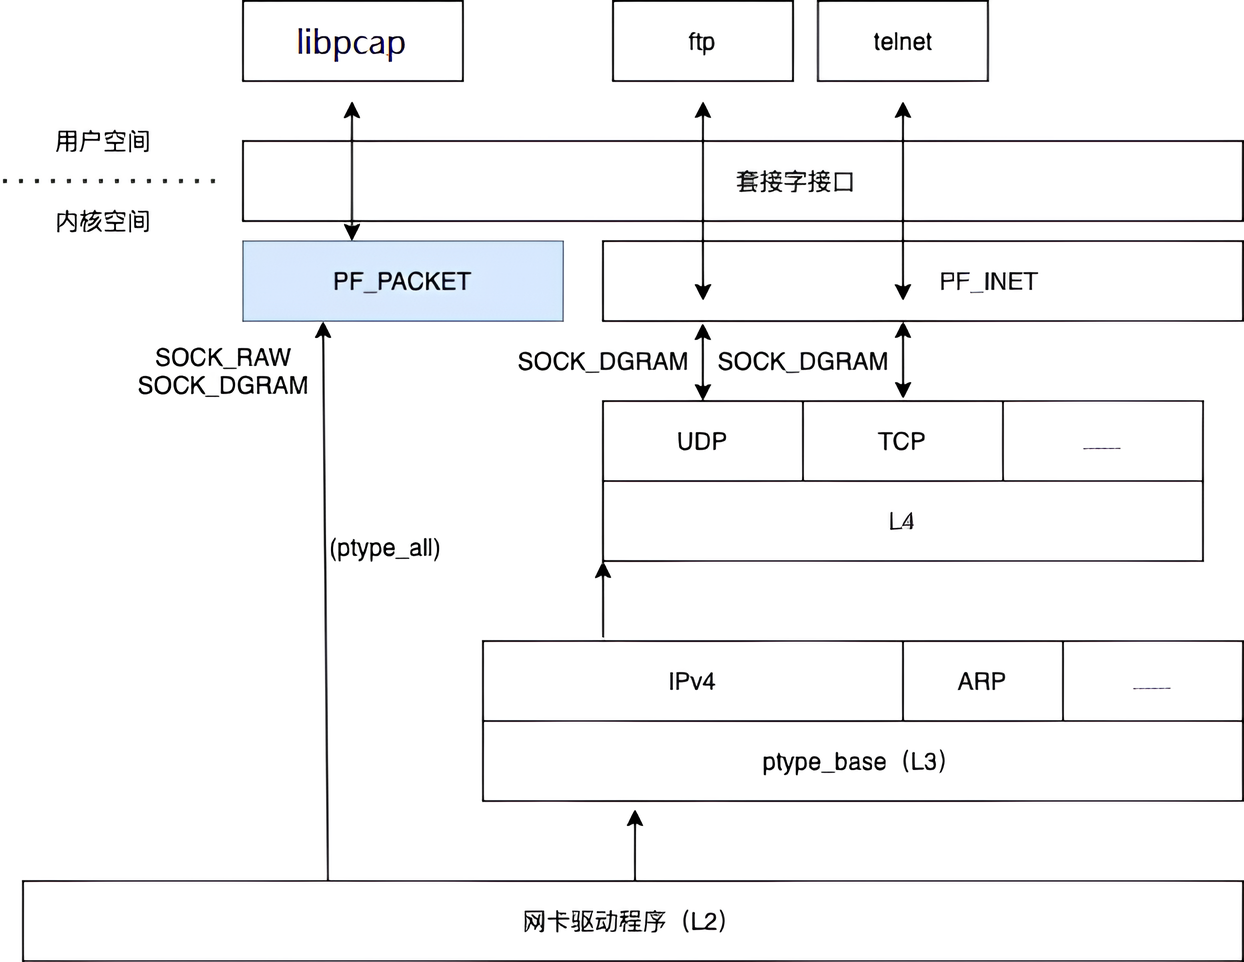 libpcap
ftp
telnet
用户空间
套接字接口
内核空间
PF_PACKET
PF_INET
SOCK_RAW
SOCK_DGRAM
SOCK_DGRAM
SOCK_DGRAM
UDP
TCP
L4
(ptype_all)
IPv4
ARP
ptype_base（L3）
网卡驱动程序（L2）